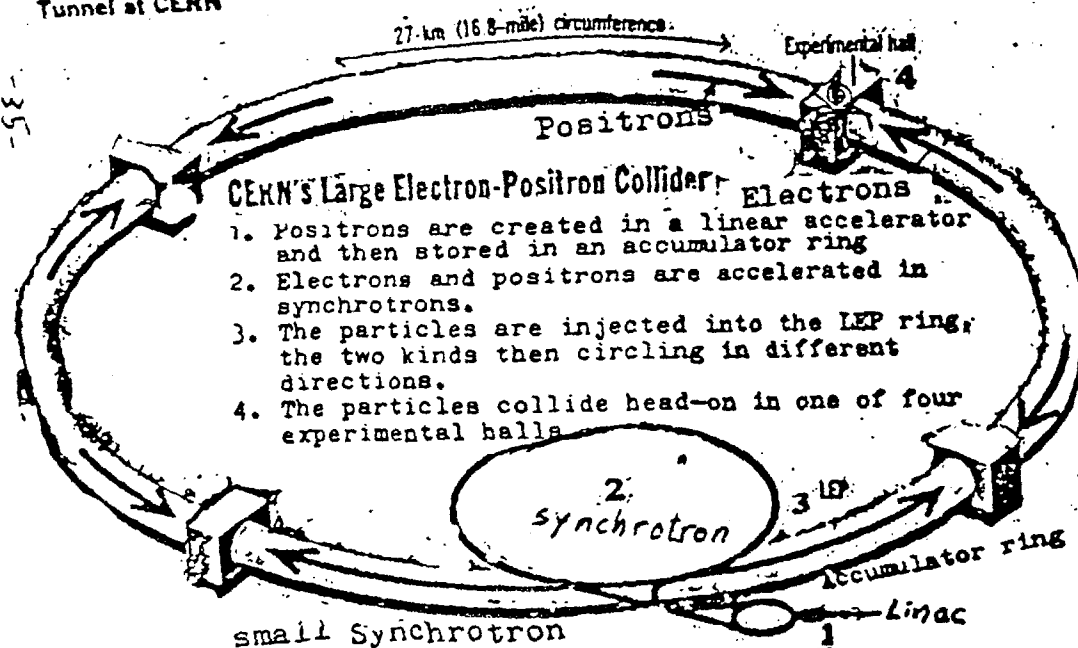 Tunnel at CERN
27-km (16.8-mile) circumference.
Experimental hall
4
-35-
Positrons
CERN's Large Electron-Positron Collider
Electrons
1. Positrons are created in a linear accelerator
and then stored in an accumulator ring
2. Electrons and positrons are accelerated in
synchrotrons.
3. The particles are injected into the LEP ring,
the two kinds then circling in different
directions.
4. The particles collide head-on in one of four
experimental halls
2.
synchrotron
3 LEP
Accumulator ring
Linac
1
small Synchrotron